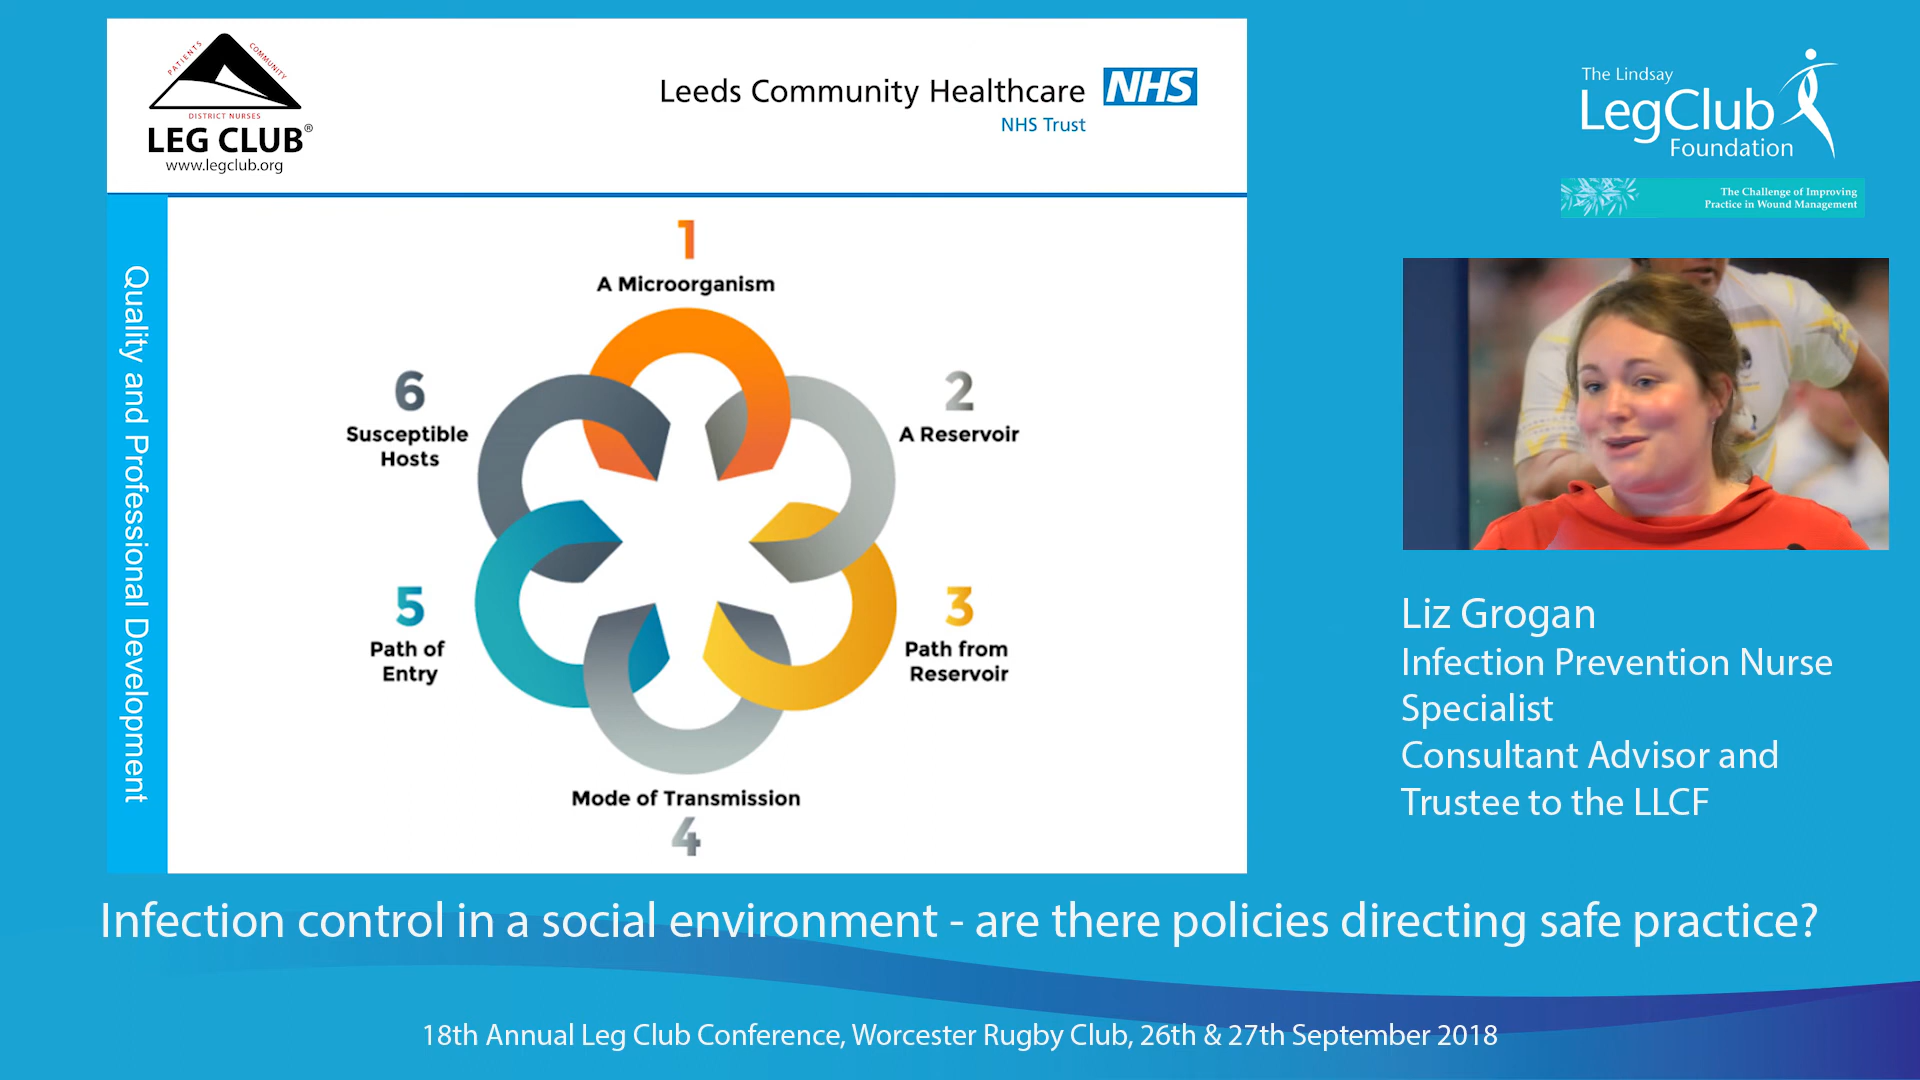 PATIENTS
COMMUNITY
DISTRICT NURSES
LEG CLUB®
www.legclub.org
Leeds Community Healthcare NHS
NHS Trust
Quality and Professional Development
1
A Microorganism
2
A Reservoir
3
Path from
Reservoir
Mode of Transmission
4
5
Path of
Entry
6
Susceptible
Hosts
The Lindsay
LegClub
Foundation
The Challenge of Improving
Practice in Wound Management
Liz Grogan
Infection Prevention Nurse
Specialist
Consultant Advisor and
Trustee to the LLCF
Infection control in a social environment - are there policies directing safe practice?
18th Annual Leg Club Conference, Worcester Rugby Club, 26th & 27th September 2018